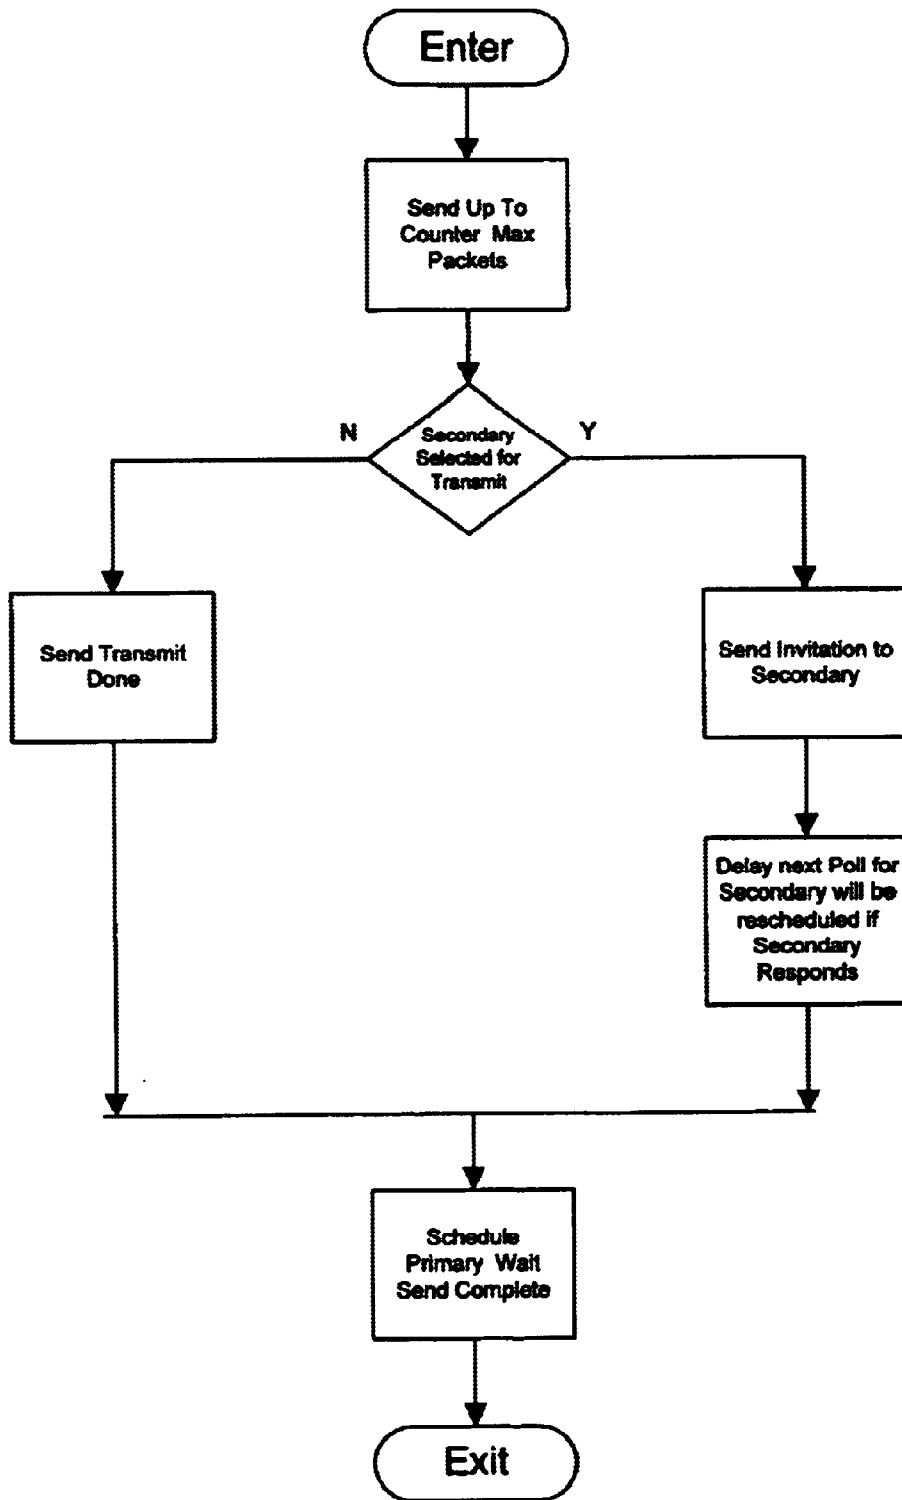 Enter
Send Up To
Counter Max
Packets
N
Secondary
Selected for
Transmit
Y
Send Transmit
Done
Send Invitation to
Secondary
Delay next Poll for
Secondary will be
rescheduled if
Secondary
Responds
Schedule
Primary Wait
Send Complete
Exit